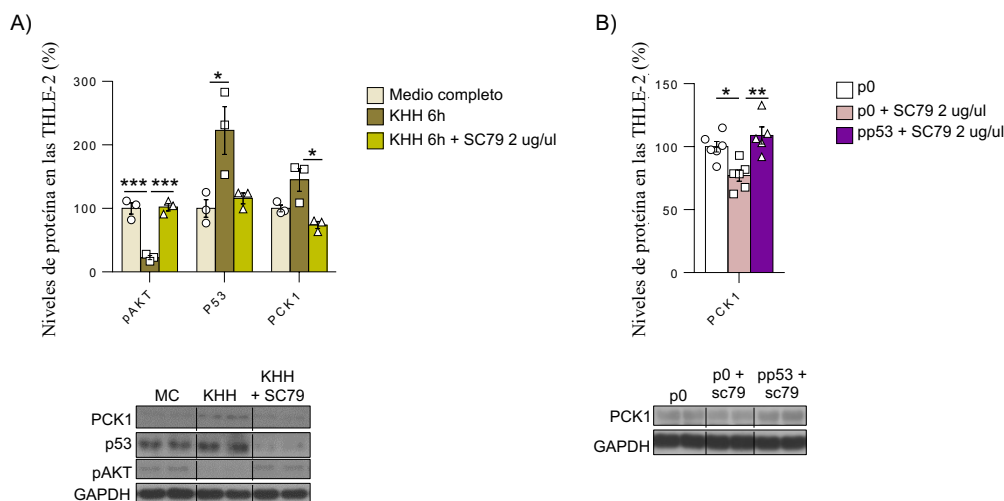 A)
Niveles de proteína en las THLE-2 (%)
300
200
100
0
***
***
*
*
pAKT
P53
PCK1
Medio completo
KHH 6h
KHH 6h + SC79 2 ug/ul
MC
KHH
KHH
+ SC79
PCK1
p53
pAKT
GAPDH
B)
Niveles de proteína en las THLE-2 (%)
150
100
50
0
*
**
PCK1
p0
p0 + SC79 2 ug/ul
pp53 + SC79 2 ug/ul
p0
p0 +
sc79
pp53 +
sc79
PCK1
GAPDH